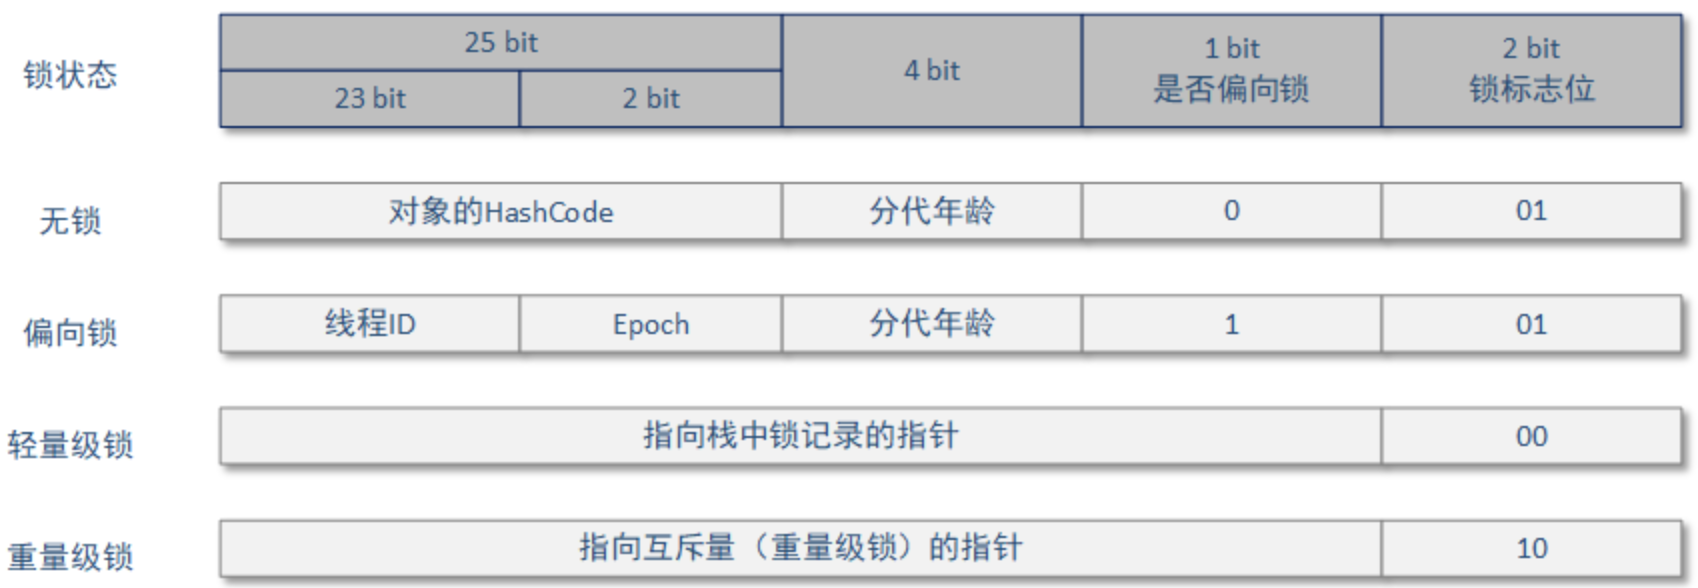 锁状态
25 bit
23 bit
2 bit
4 bit
1 bit
是否偏向锁
2 bit
锁标志位
无锁
对象的HashCode
分代年龄
0
01
偏向锁
线程ID
Epoch
分代年龄
1
01
轻量级锁
指向栈中锁记录的指针
00
重量级锁
指向互斥量（重量级锁）的指针
10